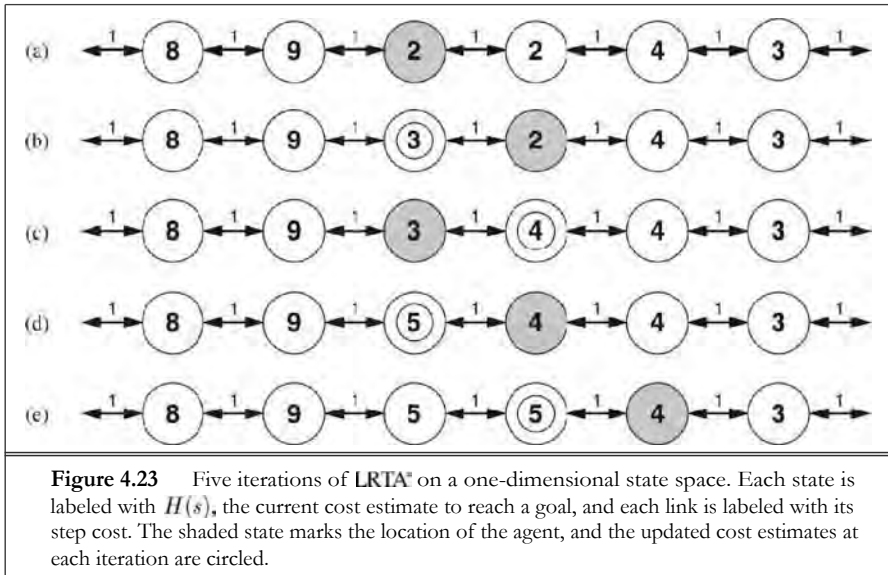 (a) 1 8 1 9 1 2 1 2 1 4 1 3 1
(b) 1 8 1 9 1 3 1 2 1 4 1 3 1
(c) 1 8 1 9 1 3 1 4 1 4 1 3 1
(d) 1 8 1 9 1 5 1 4 1 4 1 3 1
(e) 1 8 1 9 1 5 1 5 1 4 1 3 1
Figure 4.23 Five iterations of LRTA* on a one-dimensional state space. Each state is
labeled with H(s), the current cost estimate to reach a goal, and each link is labeled with its
step cost. The shaded state marks the location of the agent, and the updated cost estimates at
each iteration are circled.